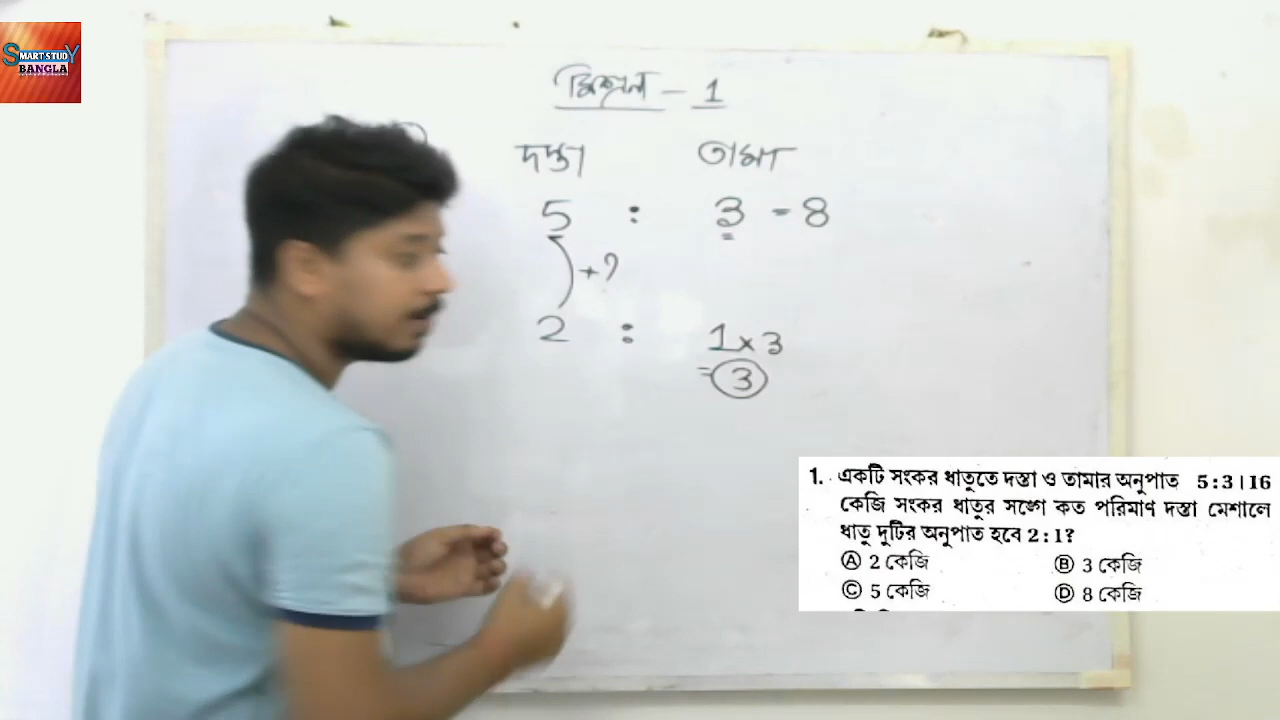 SMART STUDY
BANGLA
মিশ্রণ - 1
দস্তা তামা
5 : 3 = 8
+?
2 : 1 x 3
= 3
1. একটি সংকর ধাতুতে দস্তা ও তামার অনুপাত 5:3। 16
কেজি সংকর ধাতুর সঙ্গে কত পরিমাণ দস্তা মেশালে
ধাতু দুটির অনুপাত হবে 2:1?
Ⓐ 2 কেজি Ⓑ 3 কেজি
Ⓒ 5 কেজি Ⓓ 8 কেজি